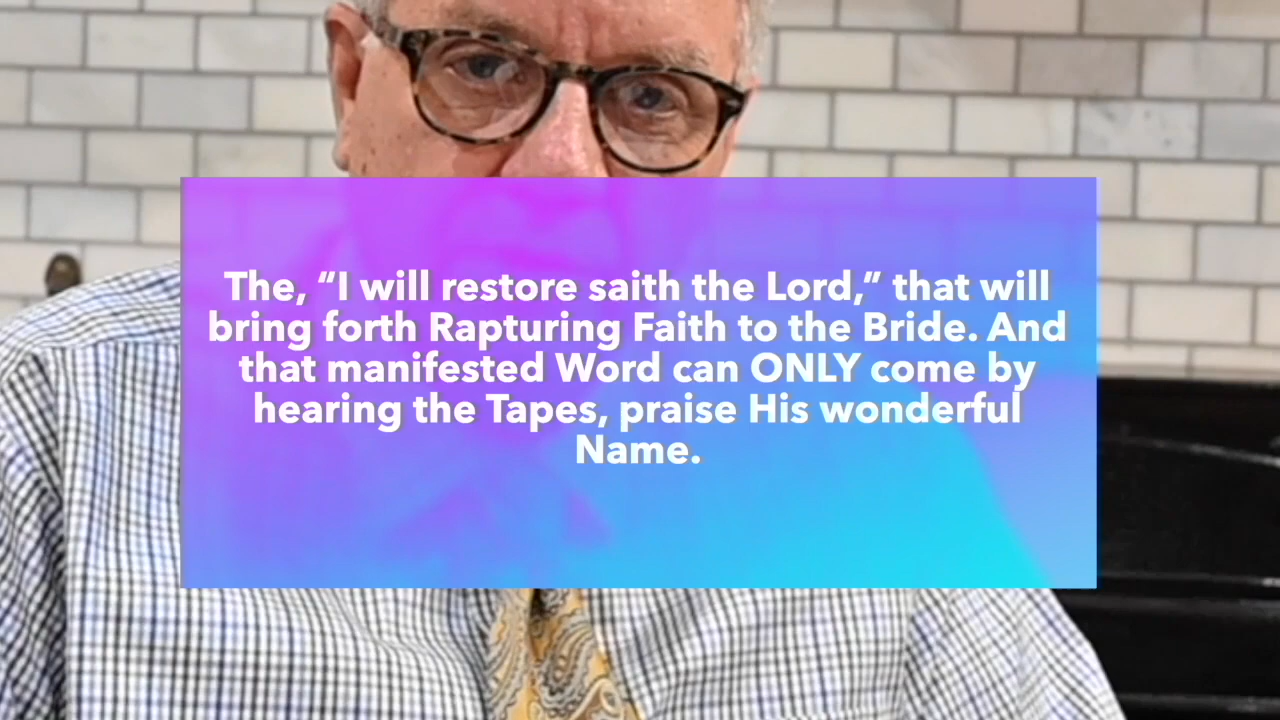 The, “I will restore saith the Lord,” that will
bring forth Rapturing Faith to the Bride. And
that manifested Word can ONLY come by
hearing the Tapes, praise His wonderful
Name.